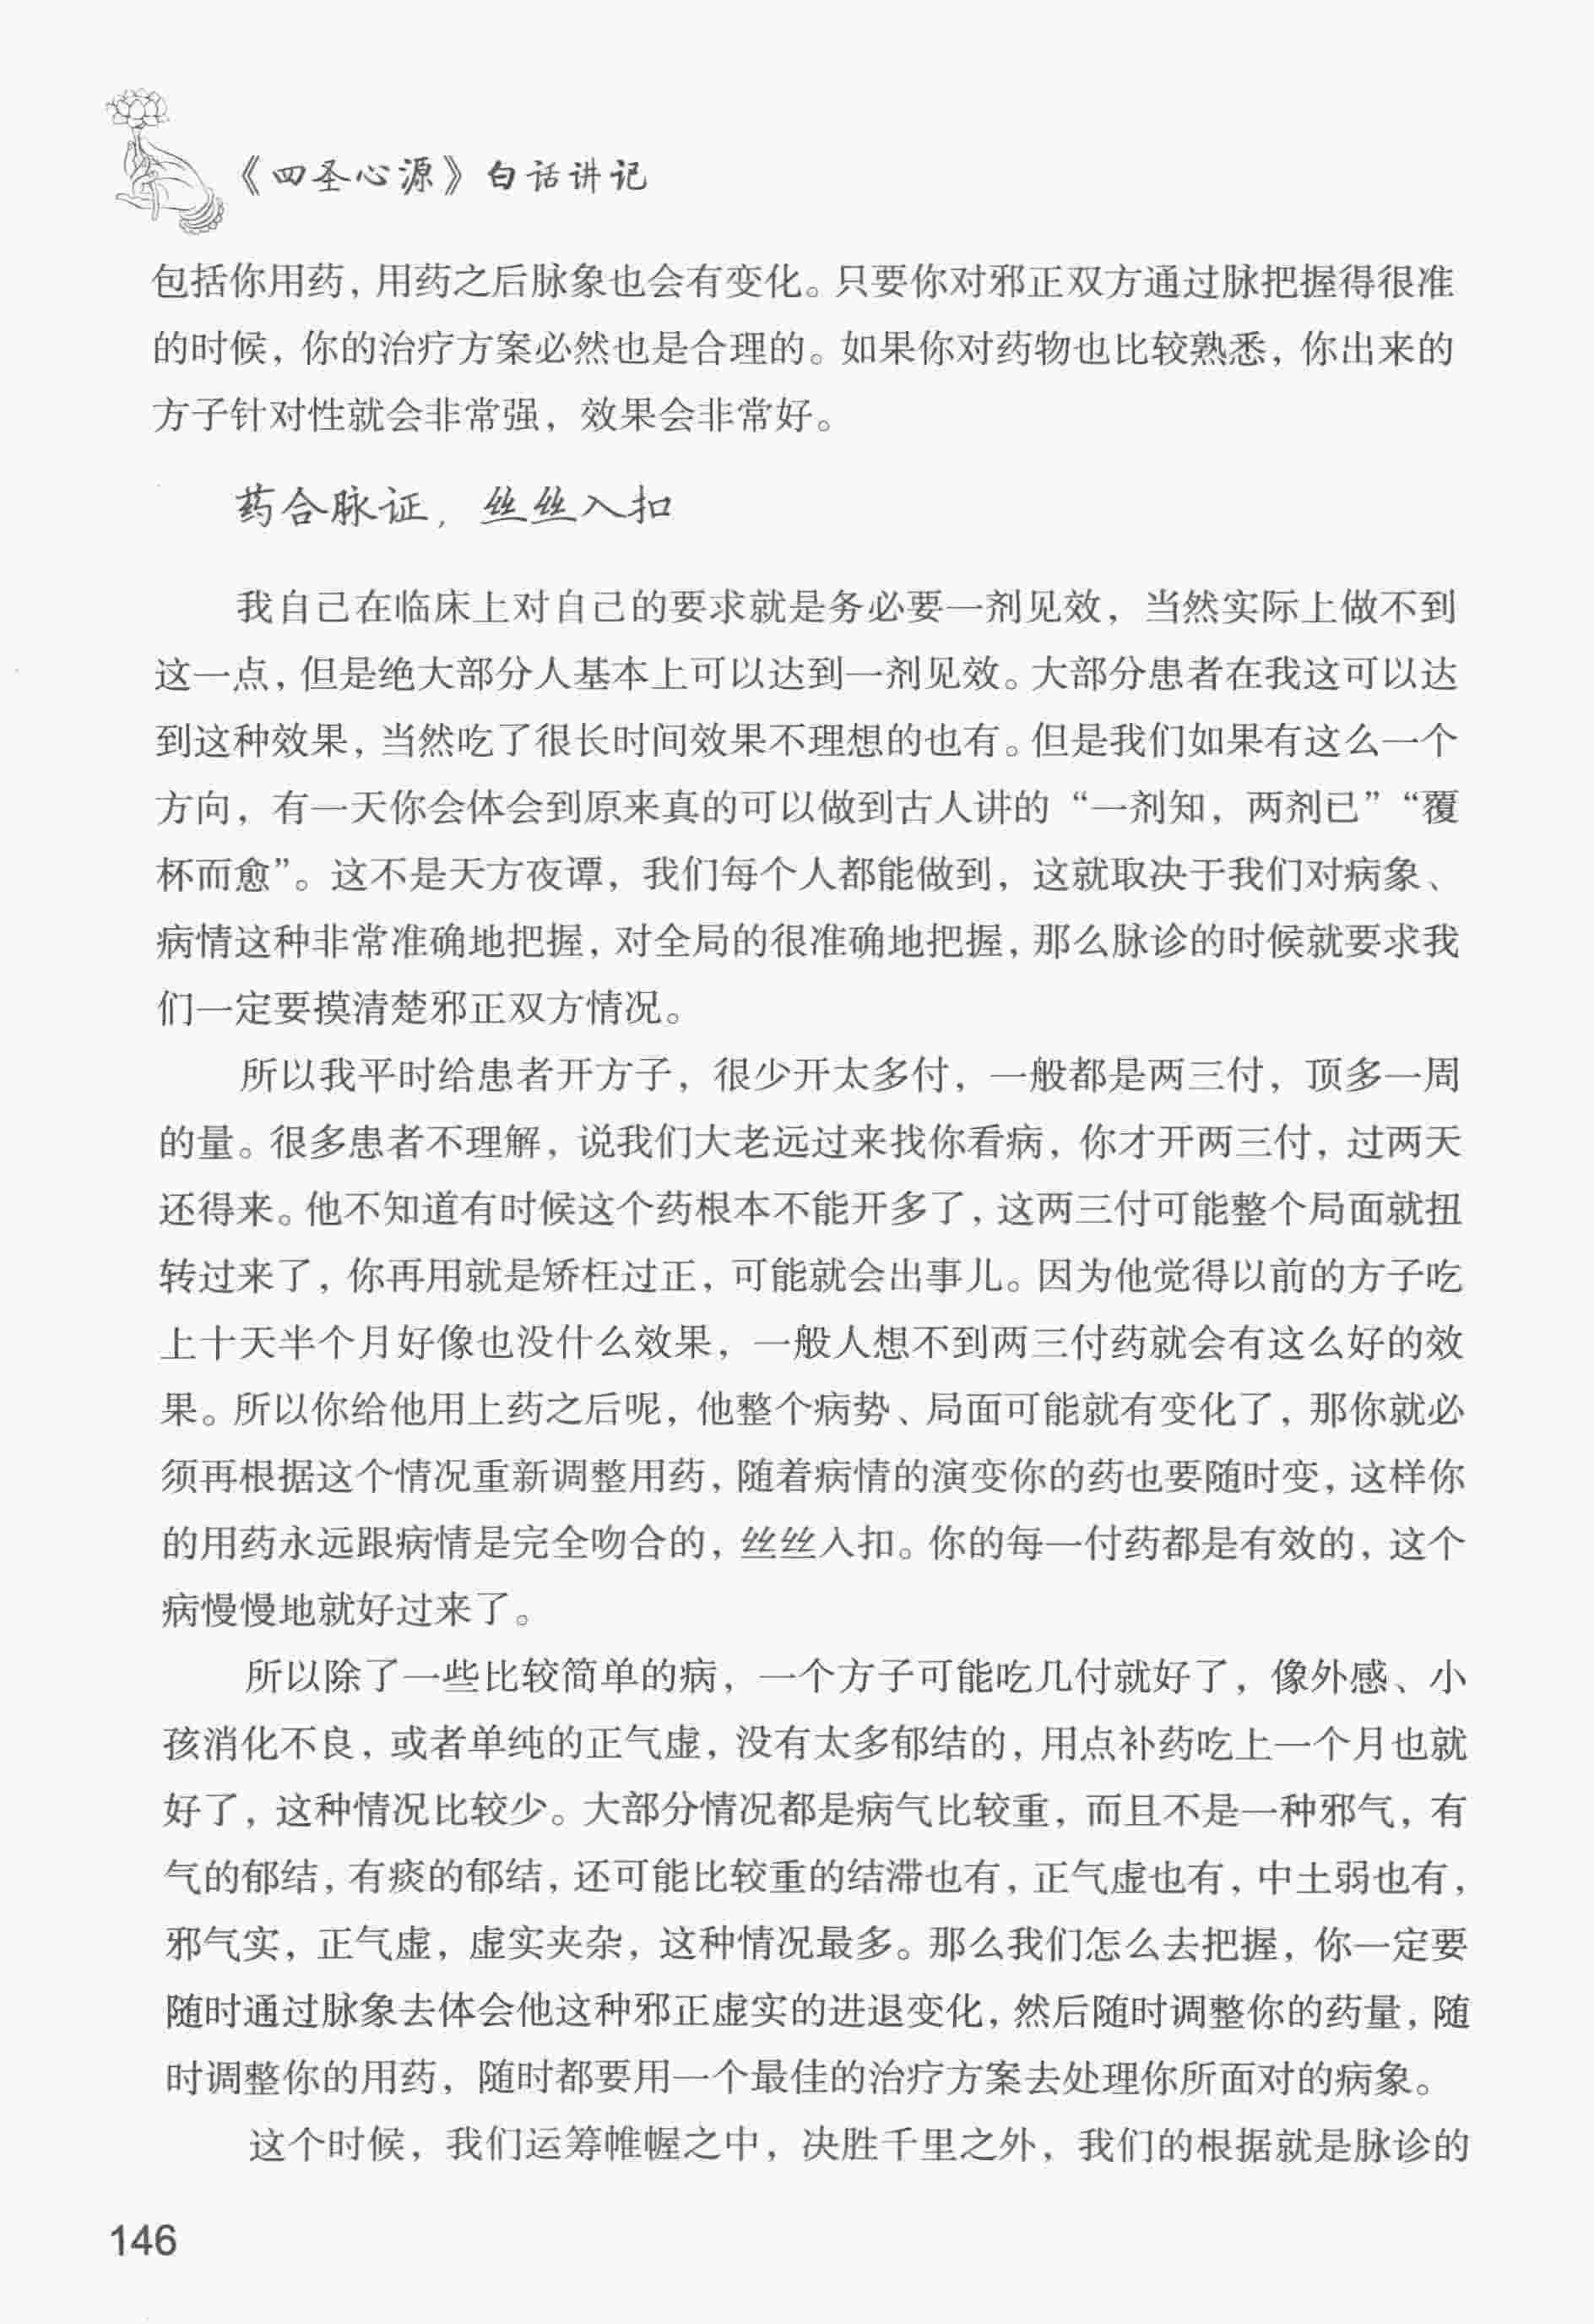 《四圣心源》白话讲记
包括你用药，用药之后脉象也会有变化。只要你对邪正双方通过脉把握得很准
的时候，你的治疗方案必然也是合理的。如果你对药物也比较熟悉，你出来的
方子针对性就会非常强，效果会非常好。
药合脉证，丝丝入扣
我自己在临床上对自己的要求就是务必要一剂见效，当然实际上做不到
这一点，但是绝大部分人基本上可以达到一剂见效。大部分患者在我这可以达
到这种效果，当然吃了很长时间效果不理想的也有。但是我们如果有这么一个
方向，有一天你会体会到原来真的可以做到古人讲的“一剂知，两剂已”“覆
杯而愈”。这不是天方夜谭，我们每个人都能做到，这就取决于我们对病象、
病情这种非常准确地把握，对全局的很准确地把握，那么脉诊的时候就要求我
们一定要摸清楚邪正双方情况。
所以我平时给患者开方子，很少开太多付，一般都是两三付，顶多一周
的量。很多患者不理解，说我们大老远过来找你看病，你才开两三付，过两天
还得来。他不知道有时候这个药根本不能开多了，这两三付可能整个局面就扭
转过来了，你再用就是矫枉过正，可能就会出事儿。因为他觉得以前的方子吃
上十天半个月好像也没什么效果，一般人想不到两三付药就会有这么好的效
果。所以你给他用上药之后呢，他整个病势、局面可能就有变化了，那你就必
须再根据这个情况重新调整用药，随着病情的演变你的药也要随时变，这样你
的用药永远跟病情是完全吻合的，丝丝入扣。你的每一付药都是有效的，这个
病慢慢地就好过来了。
所以除了一些比较简单的病，一个方子可能吃几付就好了，像外感、小
孩消化不良，或者单纯的正气虚，没有太多郁结的，用点补药吃上一个月也就
好了，这种情况比较少。大部分情况都是病气比较重，而且不是一种邪气，有
气的郁结，有痰的郁结，还可能比较重的结滞也有，正气虚也有，中土弱也有，
邪气实，正气虚，虚实夹杂，这种情况最多。那么我们怎么去把握，你一定要
随时通过脉象去体会他这种邪正虚实的进退变化，然后随时调整你的药量，随
时调整你的用药，随时都要用一个最佳的治疗方案去处理你所面对的病象。
这个时候，我们运筹帷幄之中，决胜千里之外，我们的根据就是脉诊的
146